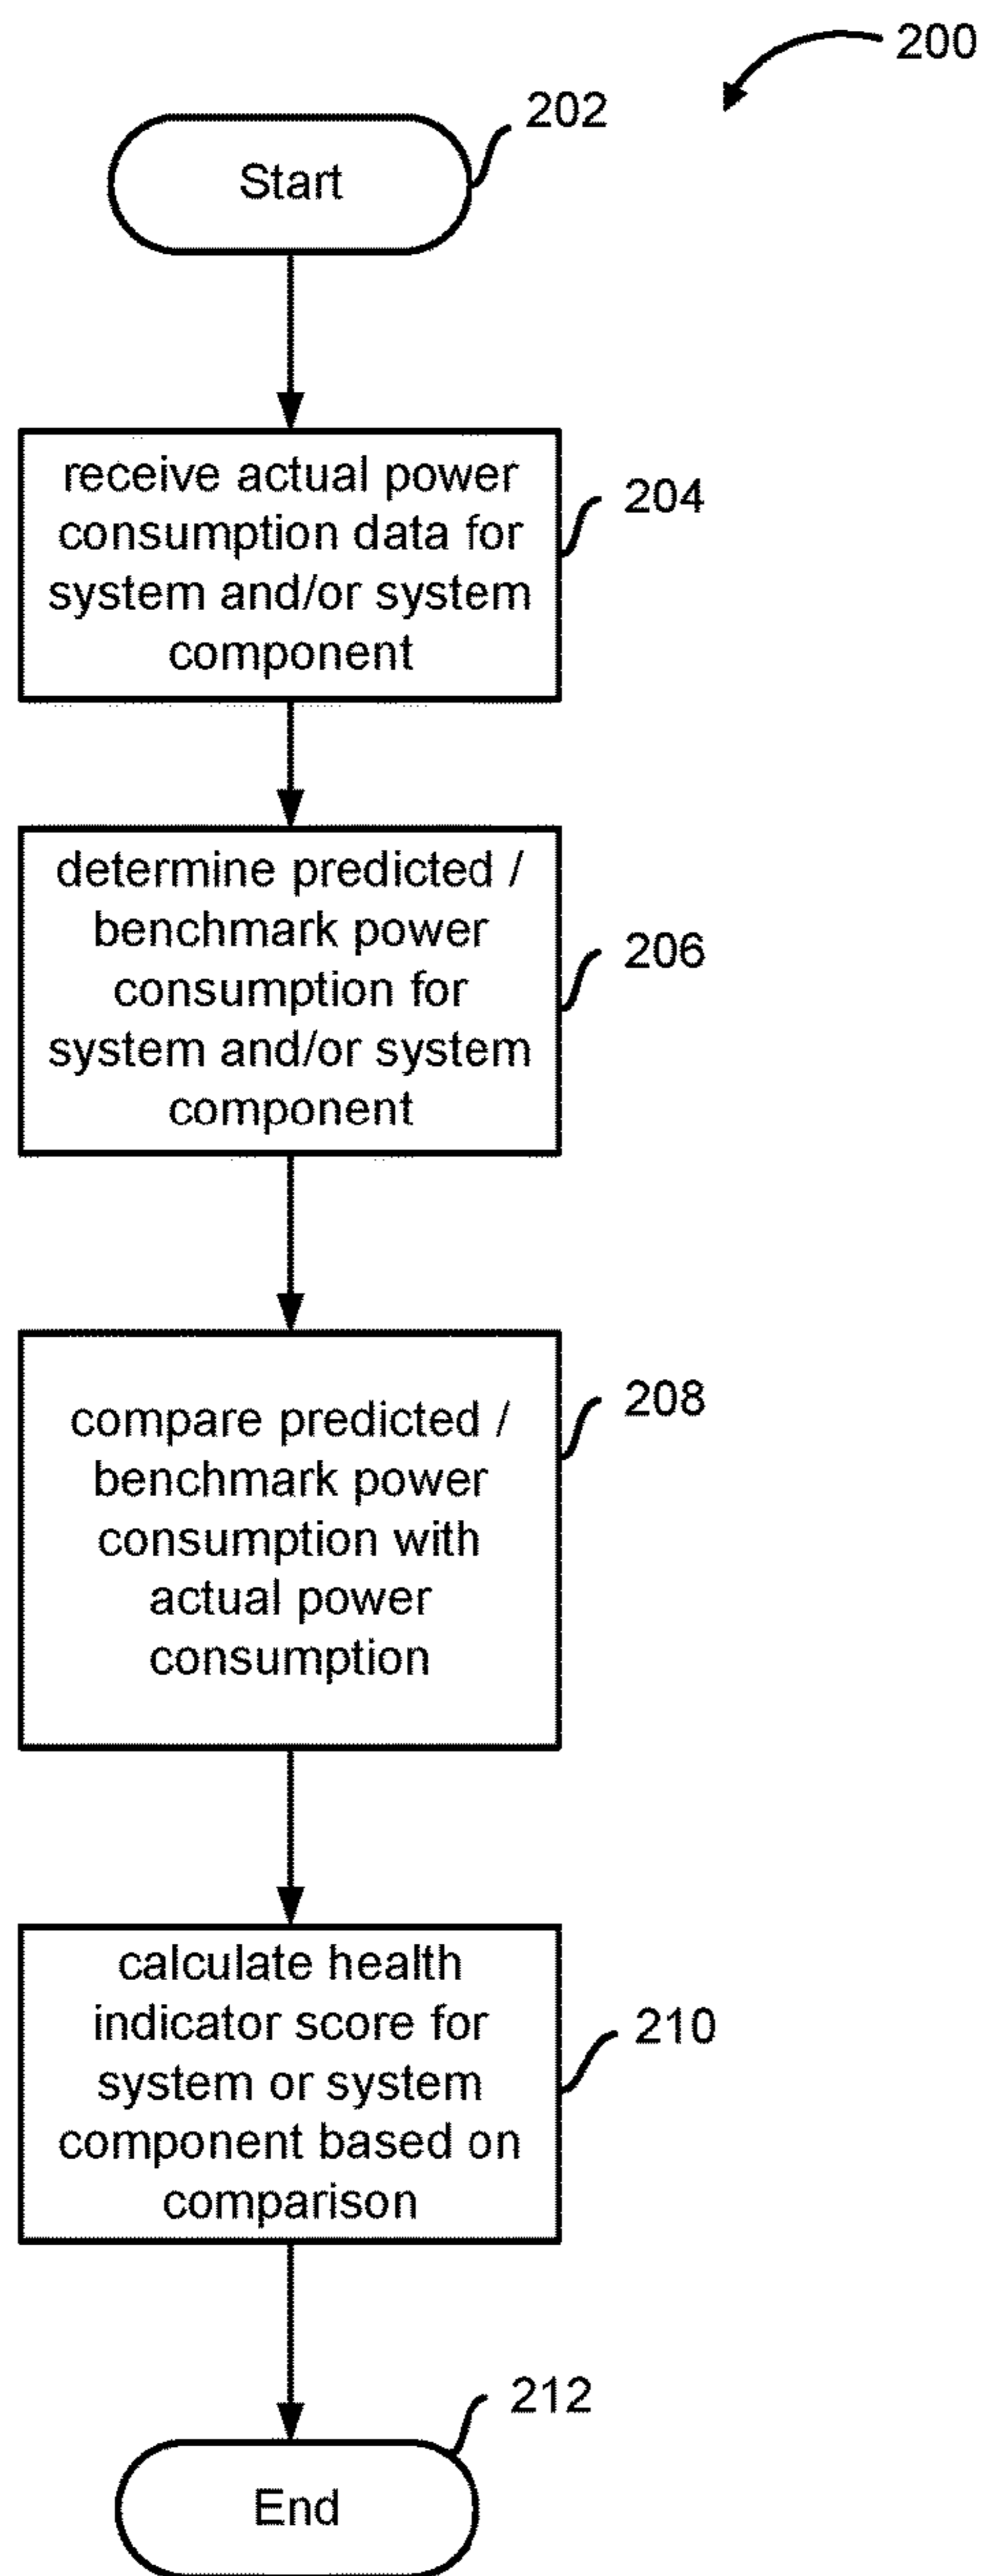 200
202
Start
receive actual power
consumption data for
system and/or system
component
204
determine predicted /
benchmark power
consumption for
system and/or system
component
206
compare predicted /
benchmark power
consumption with
actual power
consumption
208
calculate health
indicator score for
system or system
component based on
comparison
210
212
End